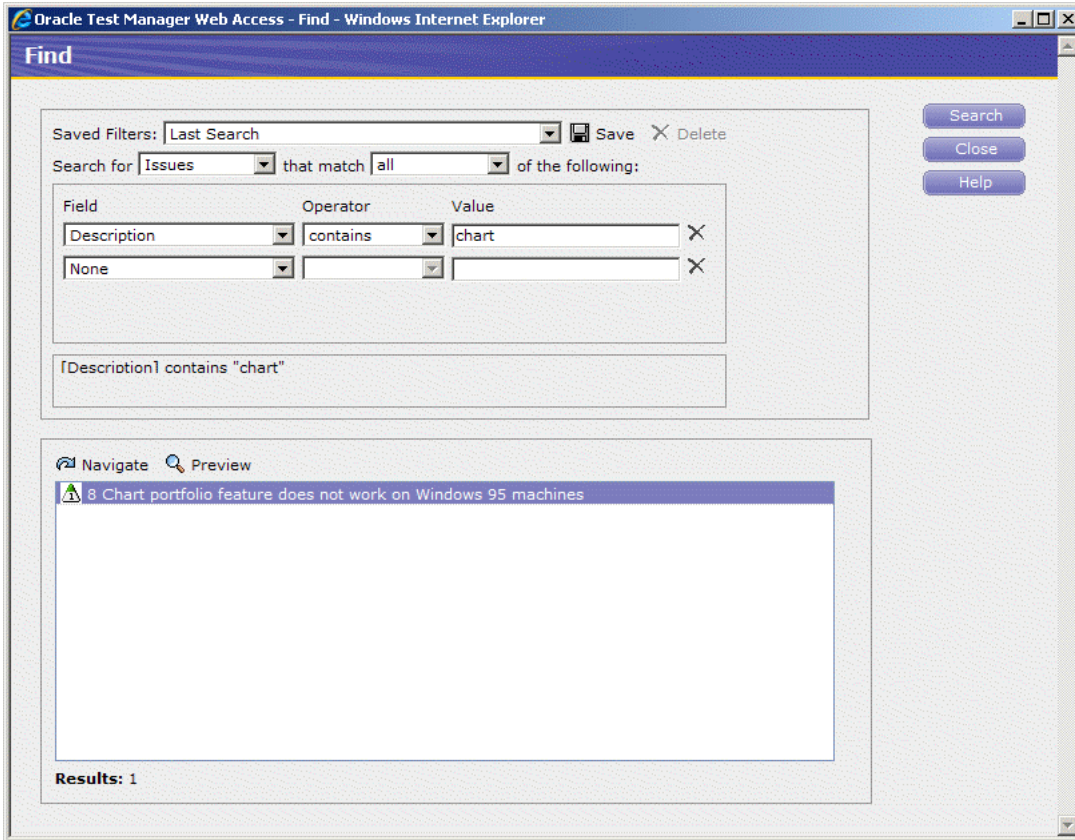 Oracle Test Manager Web Access - Find - Windows Internet Explorer
Find
Saved Filters: Last Search Save Delete
Search for Issues that match all of the following:
Field Operator Value
Description contains chart
None
[Description] contains "chart"
Search
Close
Help
Navigate Preview
8 Chart portfolio feature does not work on Windows 95 machines
Results: 1